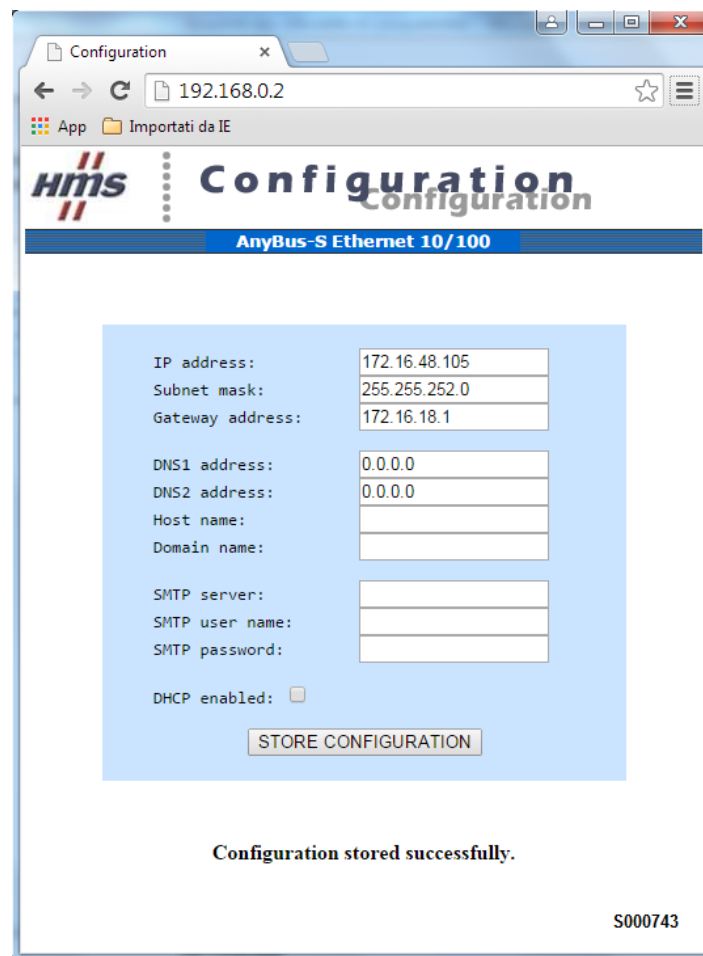 Configuration
192.168.0.2
App Importati da IE
HMS
Configuration
Configuration
AnyBus-S Ethernet 10/100
IP address: 172.16.48.105
Subnet mask: 255.255.252.0
Gateway address: 172.16.18.1
DNS1 address: 0.0.0.0
DNS2 address: 0.0.0.0
Host name:
Domain name:
SMTP server:
SMTP user name:
SMTP password:
DHCP enabled:
STORE CONFIGURATION
Configuration stored successfully.
S000743